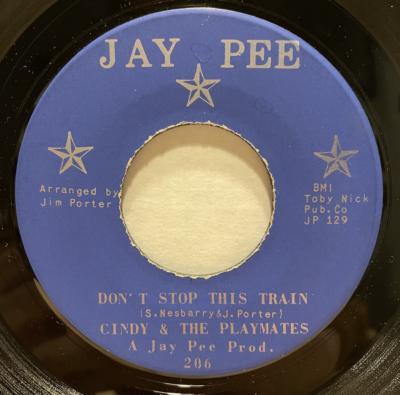 JAY PEE
Arranged by
Jim Porter
BMI
Toby Nick
Pub. Co
JP 129
DON'T STOP THIS TRAIN
(S. Nesbarry & J. Porter)
CINDY & THE PLAYMATES
A Jay Pee Prod.
206